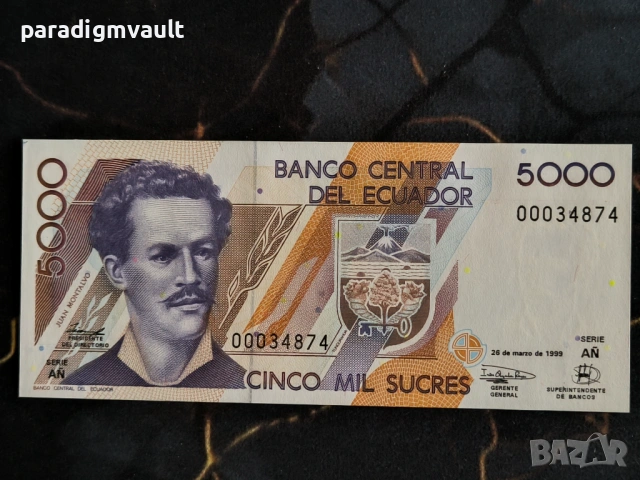 paradigmvault
5000
BANCO CENTRAL
DEL ECUADOR
5000
00034874
JUAN MONTALVO
PRESIDENTE
DEL DIRECTORIO
00034874
SERIE
AÑ
26 de marzo de 1999
SERIE
AÑ
CINCO MIL SUCRES
GERENTE
GENERAL
SUPERINTENDENTE
DE BANCOS
BANCO CENTRAL DEL ECUADOR
BAZAR